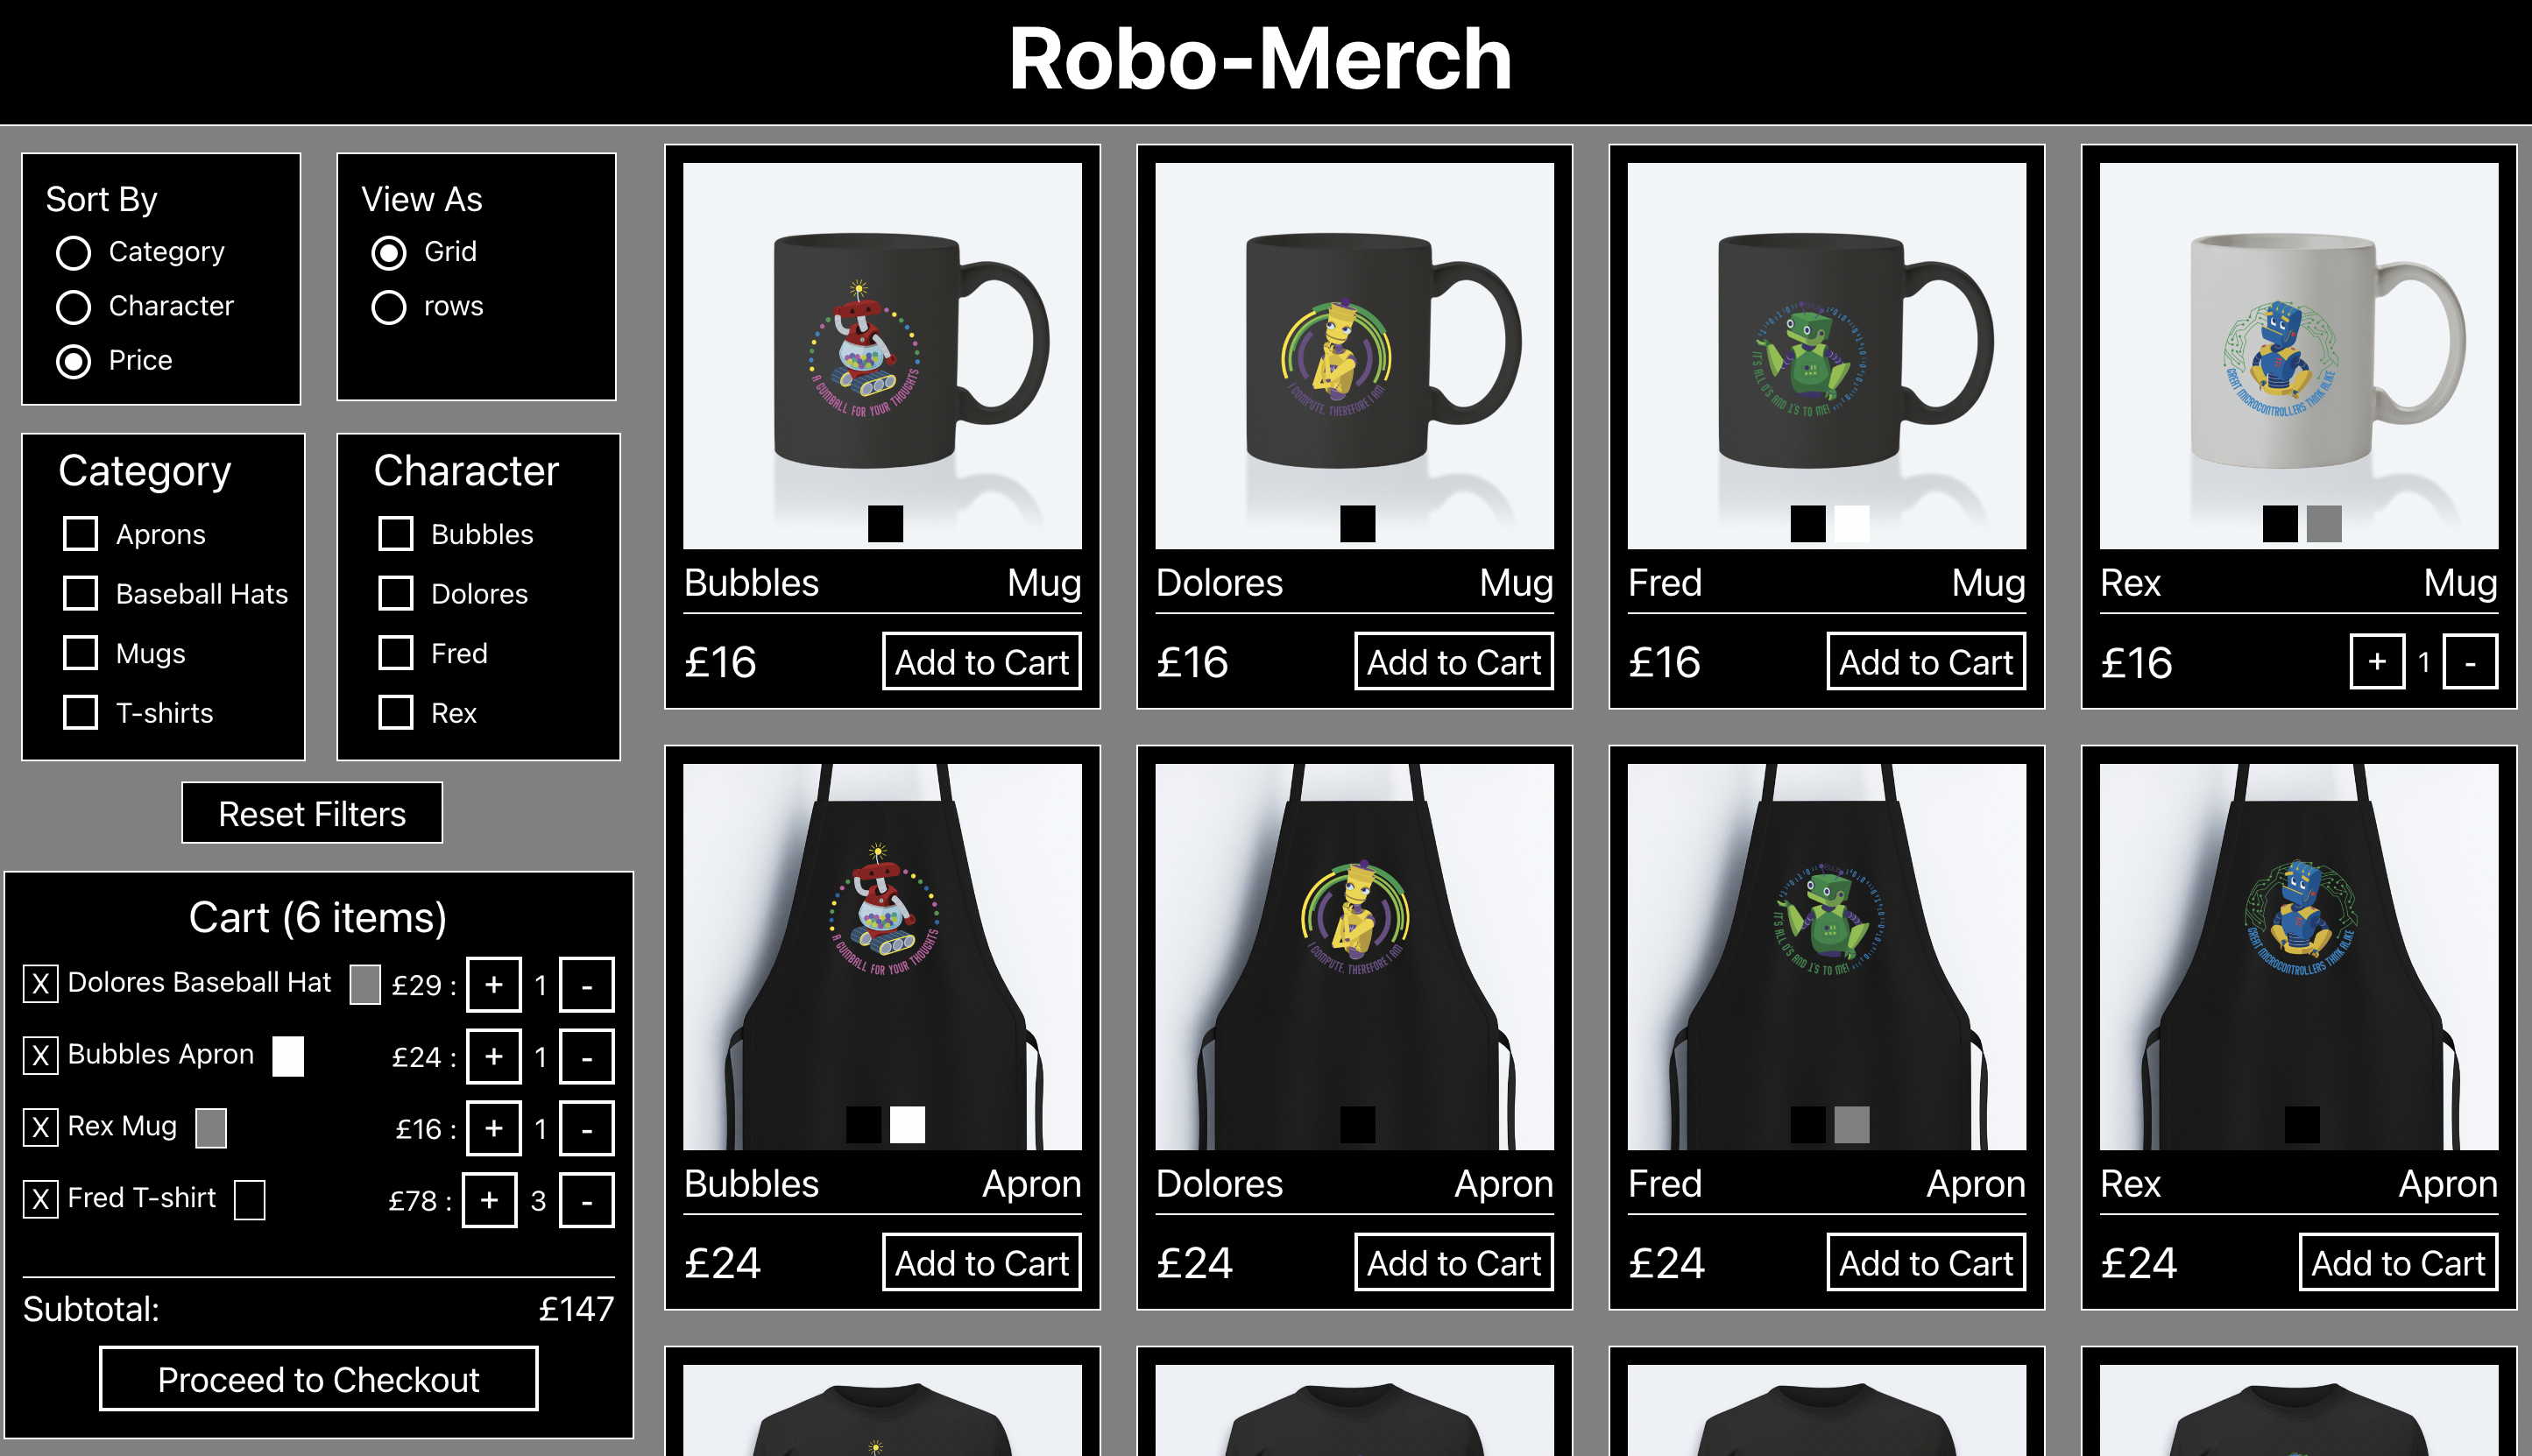 Robo-Merch
Sort By
Category
Character
Price
View As
Grid
rows
Category
Aprons
Baseball Hats
Mugs
T-shirts
Character
Bubbles
Dolores
Fred
Rex
Reset Filters
Cart (6 items)
X Dolores Baseball Hat £29 : + 1 -
X Bubbles Apron £24 : + 1 -
X Rex Mug £16 : + 1 -
X Fred T-shirt £78 : + 3 -
Subtotal: £147
Proceed to Checkout
A GUMBALL FOR YOUR THOUGHTS
Bubbles Mug
£16 Add to Cart
I COMPUTE, THEREFORE I AM
Dolores Mug
£16 Add to Cart
IT'S ALL 0'S AND 1'S TO ME!
Fred Mug
£16 Add to Cart
GREAT MICROCONTROLLERS THINK ALIKE
Rex Mug
£16 + 1 -
A GUMBALL FOR YOUR THOUGHTS
Bubbles Apron
£24 Add to Cart
I COMPUTE, THEREFORE I AM
Dolores Apron
£24 Add to Cart
IT'S ALL 0'S AND 1'S TO ME!
Fred Apron
£24 Add to Cart
GREAT MICROCONTROLLERS THINK ALIKE
Rex Apron
£24 Add to Cart